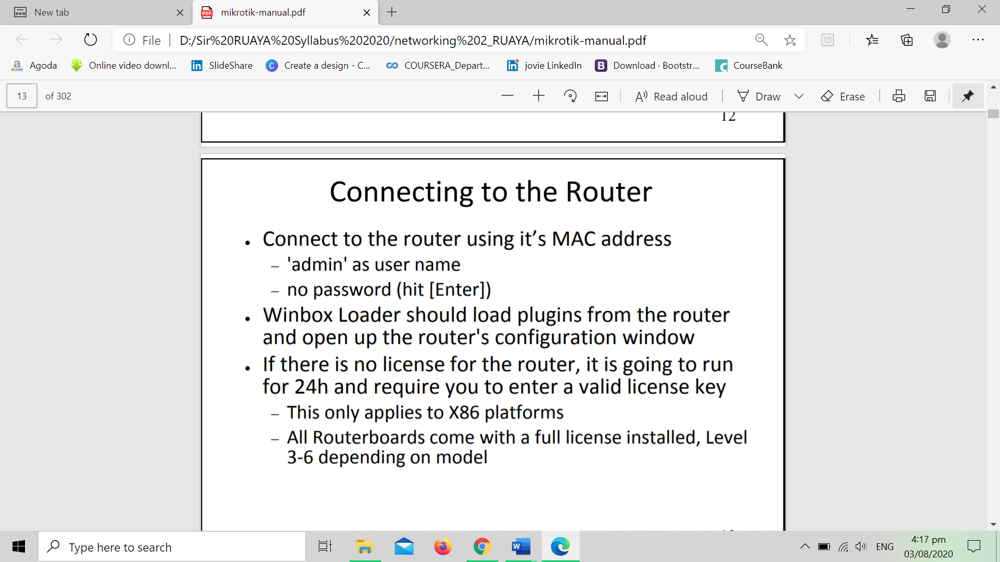 New tab
PDF
mikrotik-manual.pdf
File
D:/Sir%20RUAYA%20Syllabus%202020/networking%202_RUAYA/mikrotik-manual.pdf
a Agoda
Online video downl...
in SlideShare
C Create a design - C...
COURSERA_Depart...
in jovie LinkedIn
B Download · Bootstr...
C CourseBank
13 of 302
A Read aloud
Draw
Erase
12
Connecting to the Router
• Connect to the router using it’s MAC address
– 'admin' as user name
– no password (hit [Enter])
• Winbox Loader should load plugins from the router
and open up the router's configuration window
• If there is no license for the router, it is going to run
for 24h and require you to enter a valid license key
– This only applies to X86 platforms
– All Routerboards come with a full license installed, Level
3-6 depending on model
Type here to search
W
ENG
4:17 pm
03/08/2020